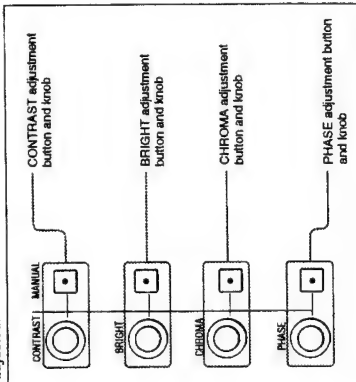 CONTRAST
MANUAL
CONTRAST adjustment
button and knob
BRIGHT
BRIGHT adjustment
button and knob
CHROMA
CHROMA adjustment
button and knob
PHASE
PHASE adjustment button
and knob